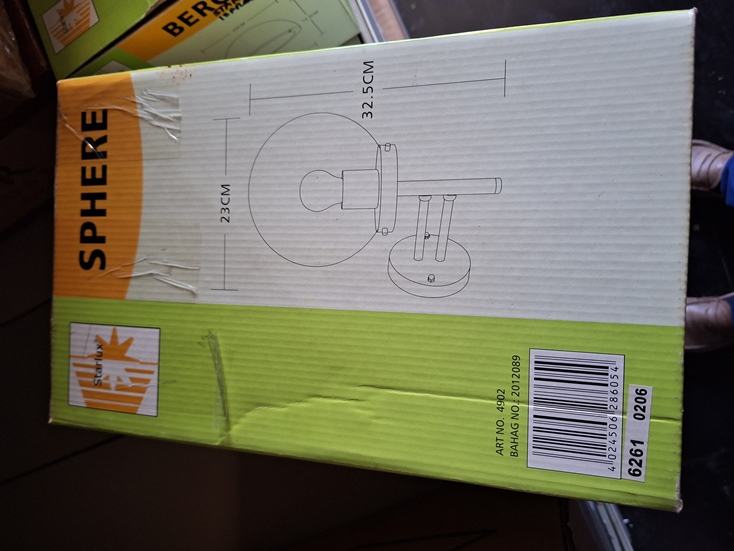 SPHERE
32.5CM
23CM
Starlux
ART NO. 4902
BAHAG NO.: 2012089
4 024506 286054
6261 0206